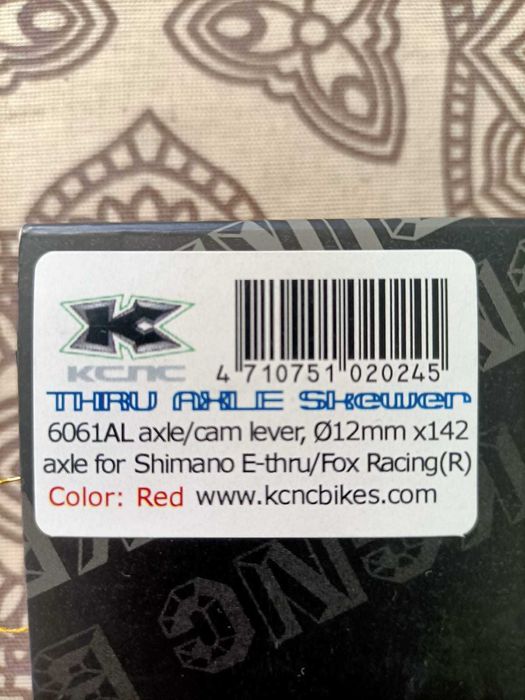 KCNC
4 710751 020245
THRU AXLE Skewer
6061AL axle/cam lever, Ø12mm x142
axle for Shimano E-thru/Fox Racing(R)
Color: Red www.kcncbikes.com